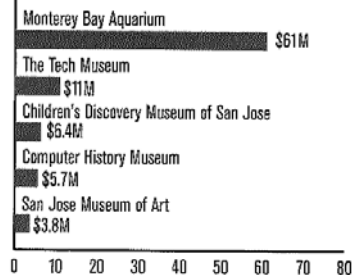 Monterey Bay Aquarium
$61M
The Tech Museum
$11M
Children's Discovery Museum of San Jose
$6.4M
Computer History Museum
$5.7M
San Jose Museum of Art
$3.8M
0 10 20 30 40 50 60 70 80